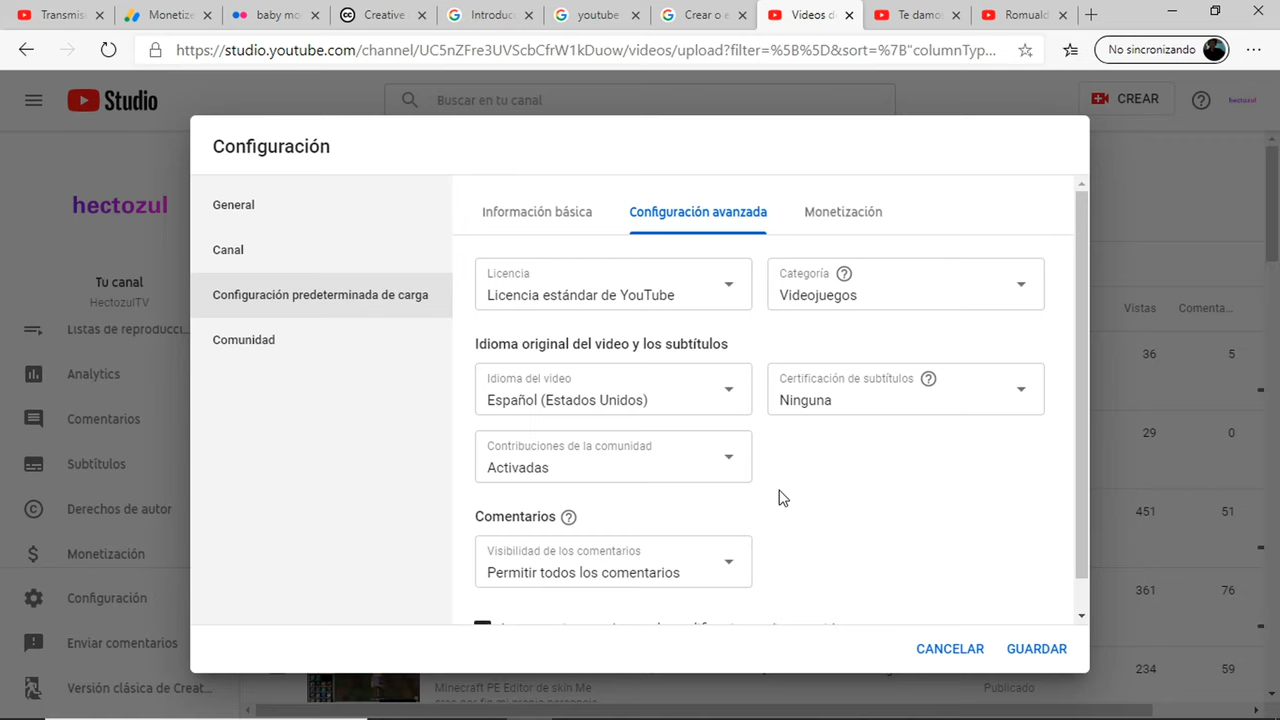 Transmis
Monetize
baby mo
Creative
Introduc
youtube
Crear o e
Videos d
Te damo
Romuald
https://studio.youtube.com/channel/UC5nZFre3UVScbCfrW1kDuow/videos/upload?filter=%5B%5D&sort=%7B"columnTyp...
No sincronizando
Studio
Buscar en tu canal
CREAR
hectozul
Configuración
hectozul
Tu canal
HectozulTV
Listas de reproducci...
Analytics
Comentarios
Subtítulos
Derechos de autor
Monetización
Configuración
Enviar comentarios
Versión clásica de Creat...
General
Canal
Configuración predeterminada de carga
Comunidad
Información básica
Configuración avanzada
Monetización
Licencia
Licencia estándar de YouTube
Categoría
Videojuegos
Idioma original del video y los subtítulos
Idioma del video
Español (Estados Unidos)
Certificación de subtítulos
Ninguna
Contribuciones de la comunidad
Activadas
Comentarios
Visibilidad de los comentarios
Permitir todos los comentarios
CANCELAR
GUARDAR
Vistas
Comenta...
36
5
29
0
451
51
361
76
234
59
Minecraft PE Editor de skin Me
Publicado